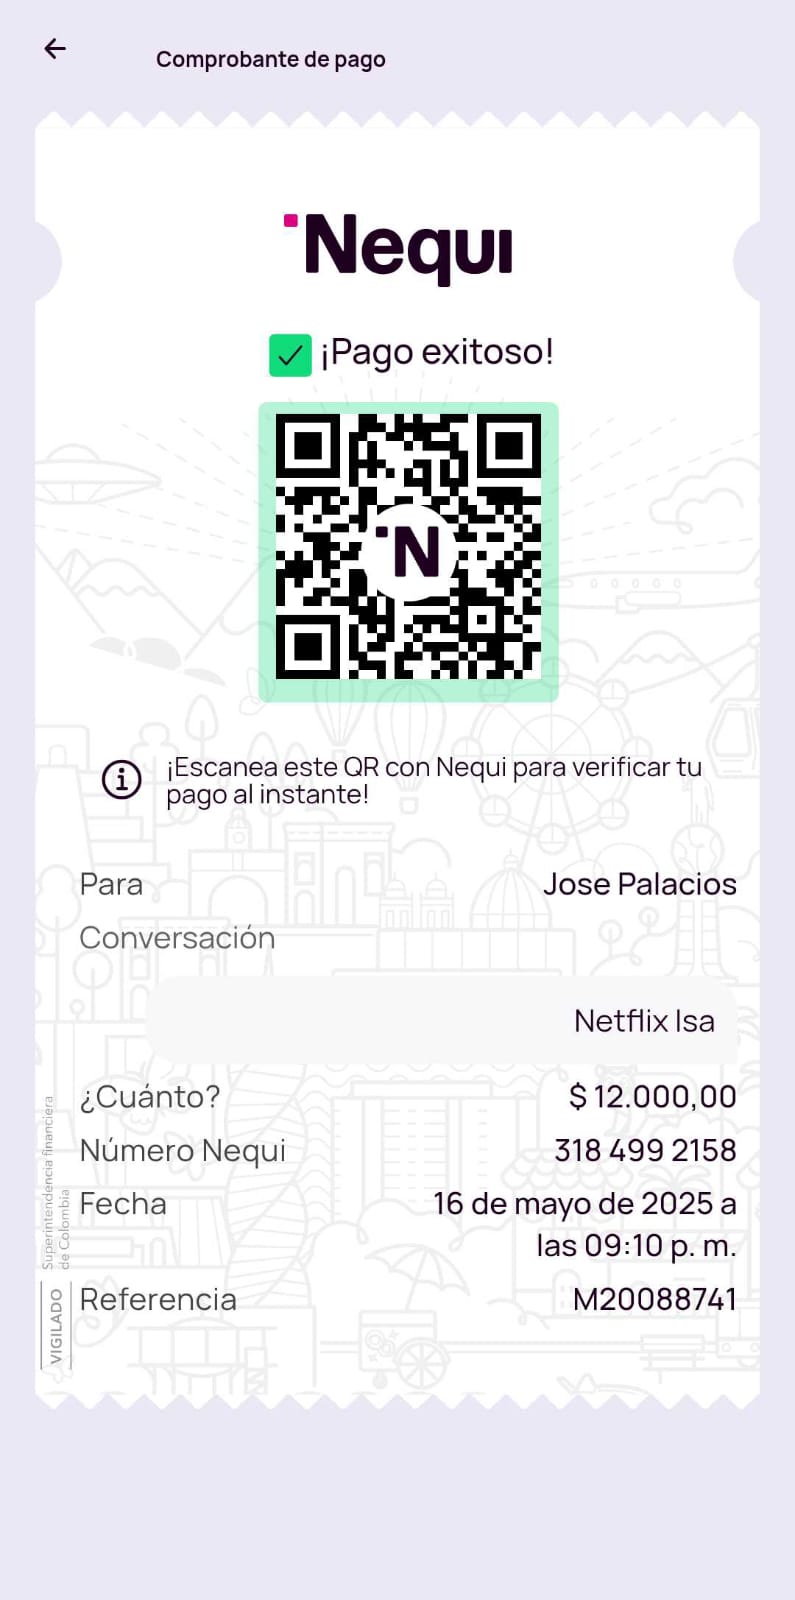 Comprobante de pago
Nequi
¡Pago exitoso!
N
¡Escanea este QR con Nequi para verificar tu
pago al instante!
Para Jose Palacios
Conversación
Netflix Isa
¿Cuánto? $ 12.000,00
Número Nequi 318 499 2158
Fecha 16 de mayo de 2025 a
las 09:10 p. m.
Referencia M20088741
VIGILADO Superintendencia financiera
de Colombia